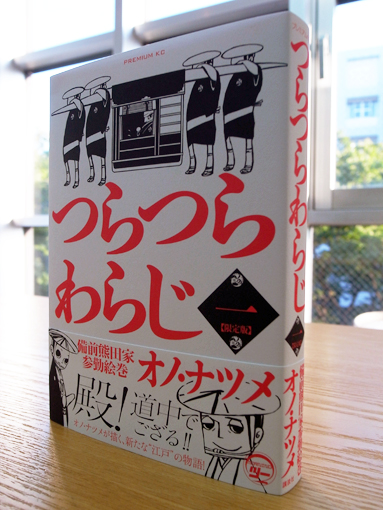 PREMIUM KC
つらつら
わらじ
一
【限定版】
備前熊田家
参勤絵巻
オノ・ナツメ
殿!
道中で
ござる!!
オノ・ナツメが描く、新たな"江戸"の物語!
つらつらわらじ
オノ・ナツメ
講談社